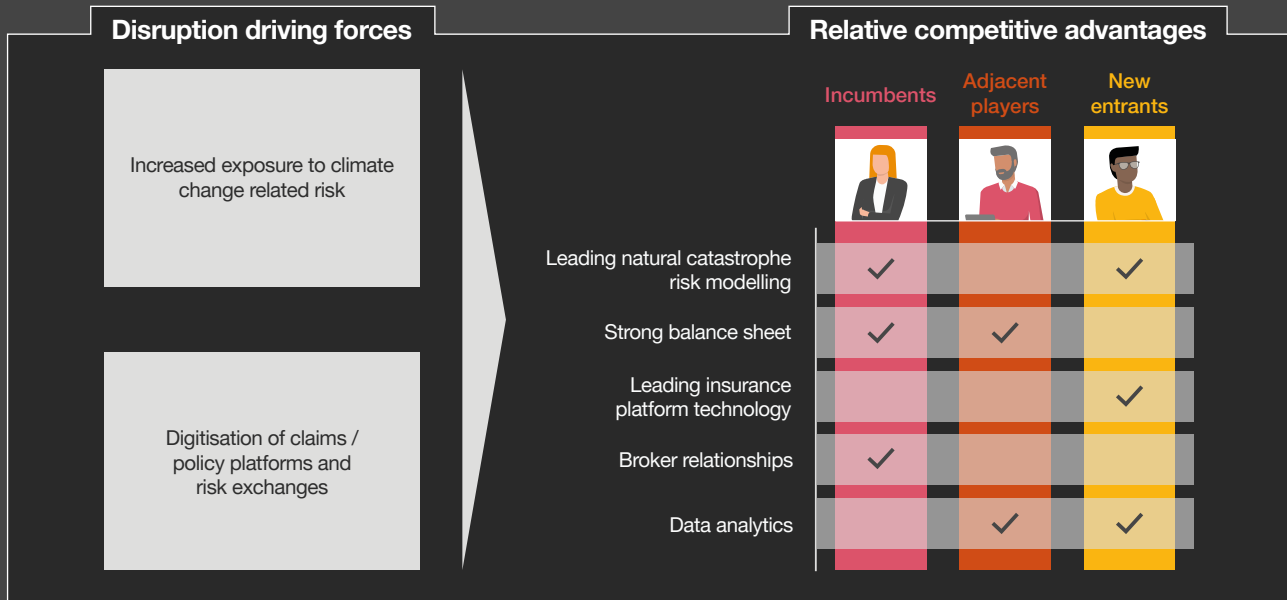 Disruption driving forces
Increased exposure to climate
change related risk
Digitisation of claims /
policy platforms and
risk exchanges
Relative competitive advantages
Incumbents
Adjacent
players
New
entrants
Leading natural catastrophe
risk modelling
Strong balance sheet
Leading insurance
platform technology
Broker relationships
Data analytics